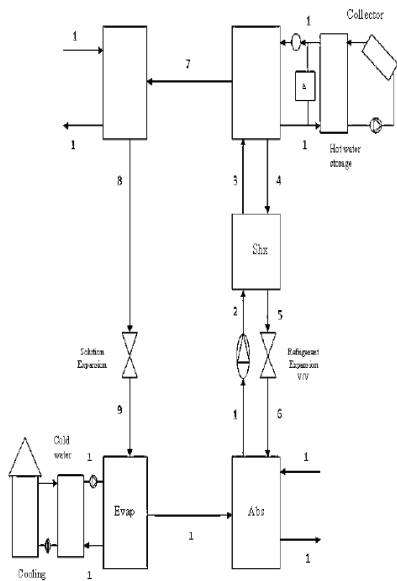 1
Collector
1
7
1
1
Hot water
storage
8
3
4
Shx
2
5
Solution
Expansion
Refrigerant
Expansion
V/V
9
1
6
Cold
water
1
1
Evap
Abs
1
1
1
Cooling